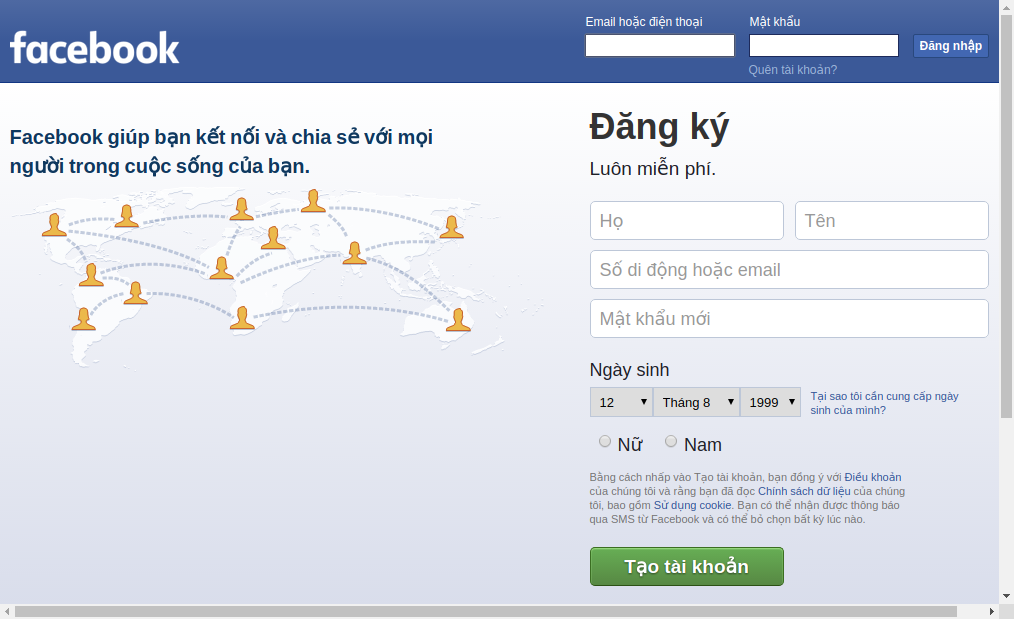 facebook
Email hoặc điện thoại
Mật khẩu
Đăng nhập
Quên tài khoản?
Facebook giúp bạn kết nối và chia sẻ với mọi
người trong cuộc sống của bạn.
Đăng ký
Luôn miễn phí.
Họ
Tên
Số di động hoặc email
Mật khẩu mới
Ngày sinh
12
Tháng 8
1999
Tại sao tôi cần cung cấp ngày
sinh của mình?
Nữ
Nam
Bằng cách nhấp vào Tạo tài khoản, bạn đồng ý với Điều khoản
của chúng tôi và rằng bạn đã đọc Chính sách dữ liệu của chúng
tôi, bao gồm Sử dụng cookie. Bạn có thể nhận được thông báo
qua SMS từ Facebook và có thể bỏ chọn bất kỳ lúc nào.
Tạo tài khoản